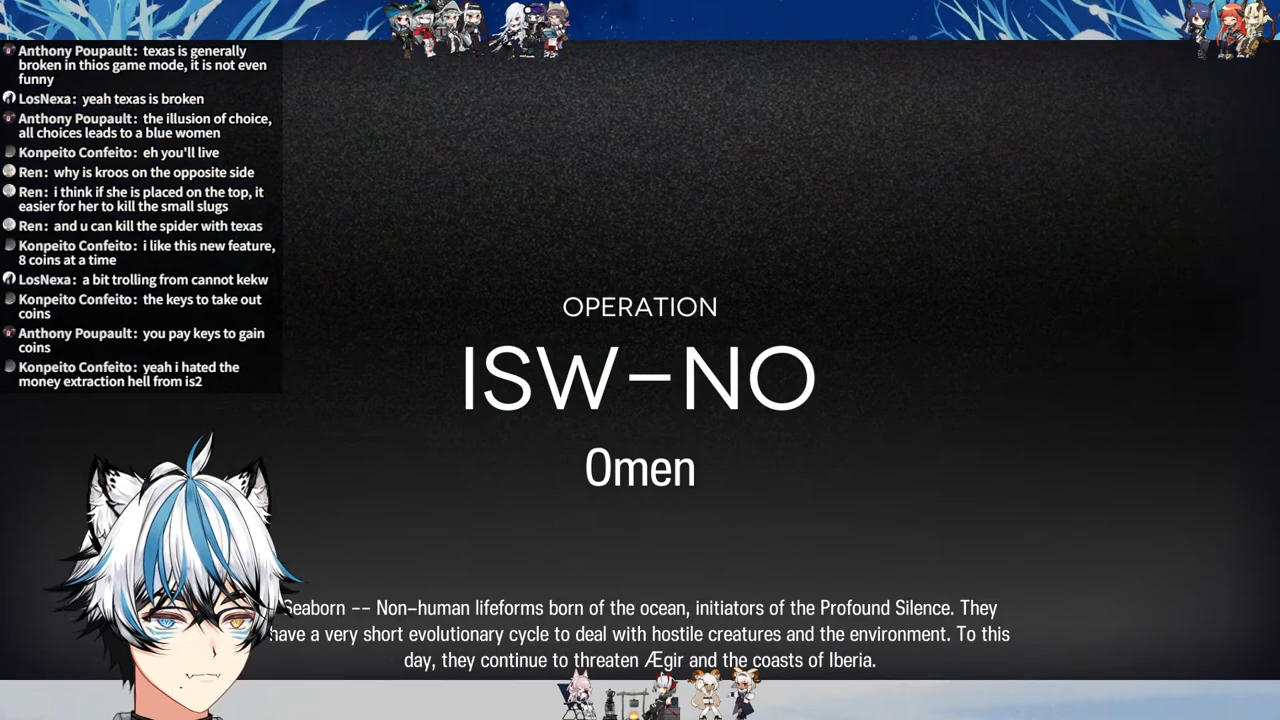 Anthony Poupault: texas is generally
broken in thios game mode, it is not even
funny
LosNexa: yeah texas is broken
Anthony Poupault: the illusion of choice,
all choices leads to a blue women
Konpeito Confeito: eh you'll live
Ren: why is kroos on the opposite side
Ren: i think if she is placed on the top, it
easier for her to kill the small slugs
Ren: and u can kill the spider with texas
Konpeito Confeito: i like this new feature,
8 coins at a time
LosNexa: a bit trolling from cannot kekw
Konpeito Confeito: the keys to take out
coins
Anthony Poupault: you pay keys to gain
coins
Konpeito Confeito: yeah i hated the
money extraction hell from is2
OPERATION
ISW-NO
Omen
Seaborn -- Non-human lifeforms born of the ocean, initiators of the Profound Silence. They
have a very short evolutionary cycle to deal with hostile creatures and the environment. To this
day, they continue to threaten Ægir and the coasts of Iberia.